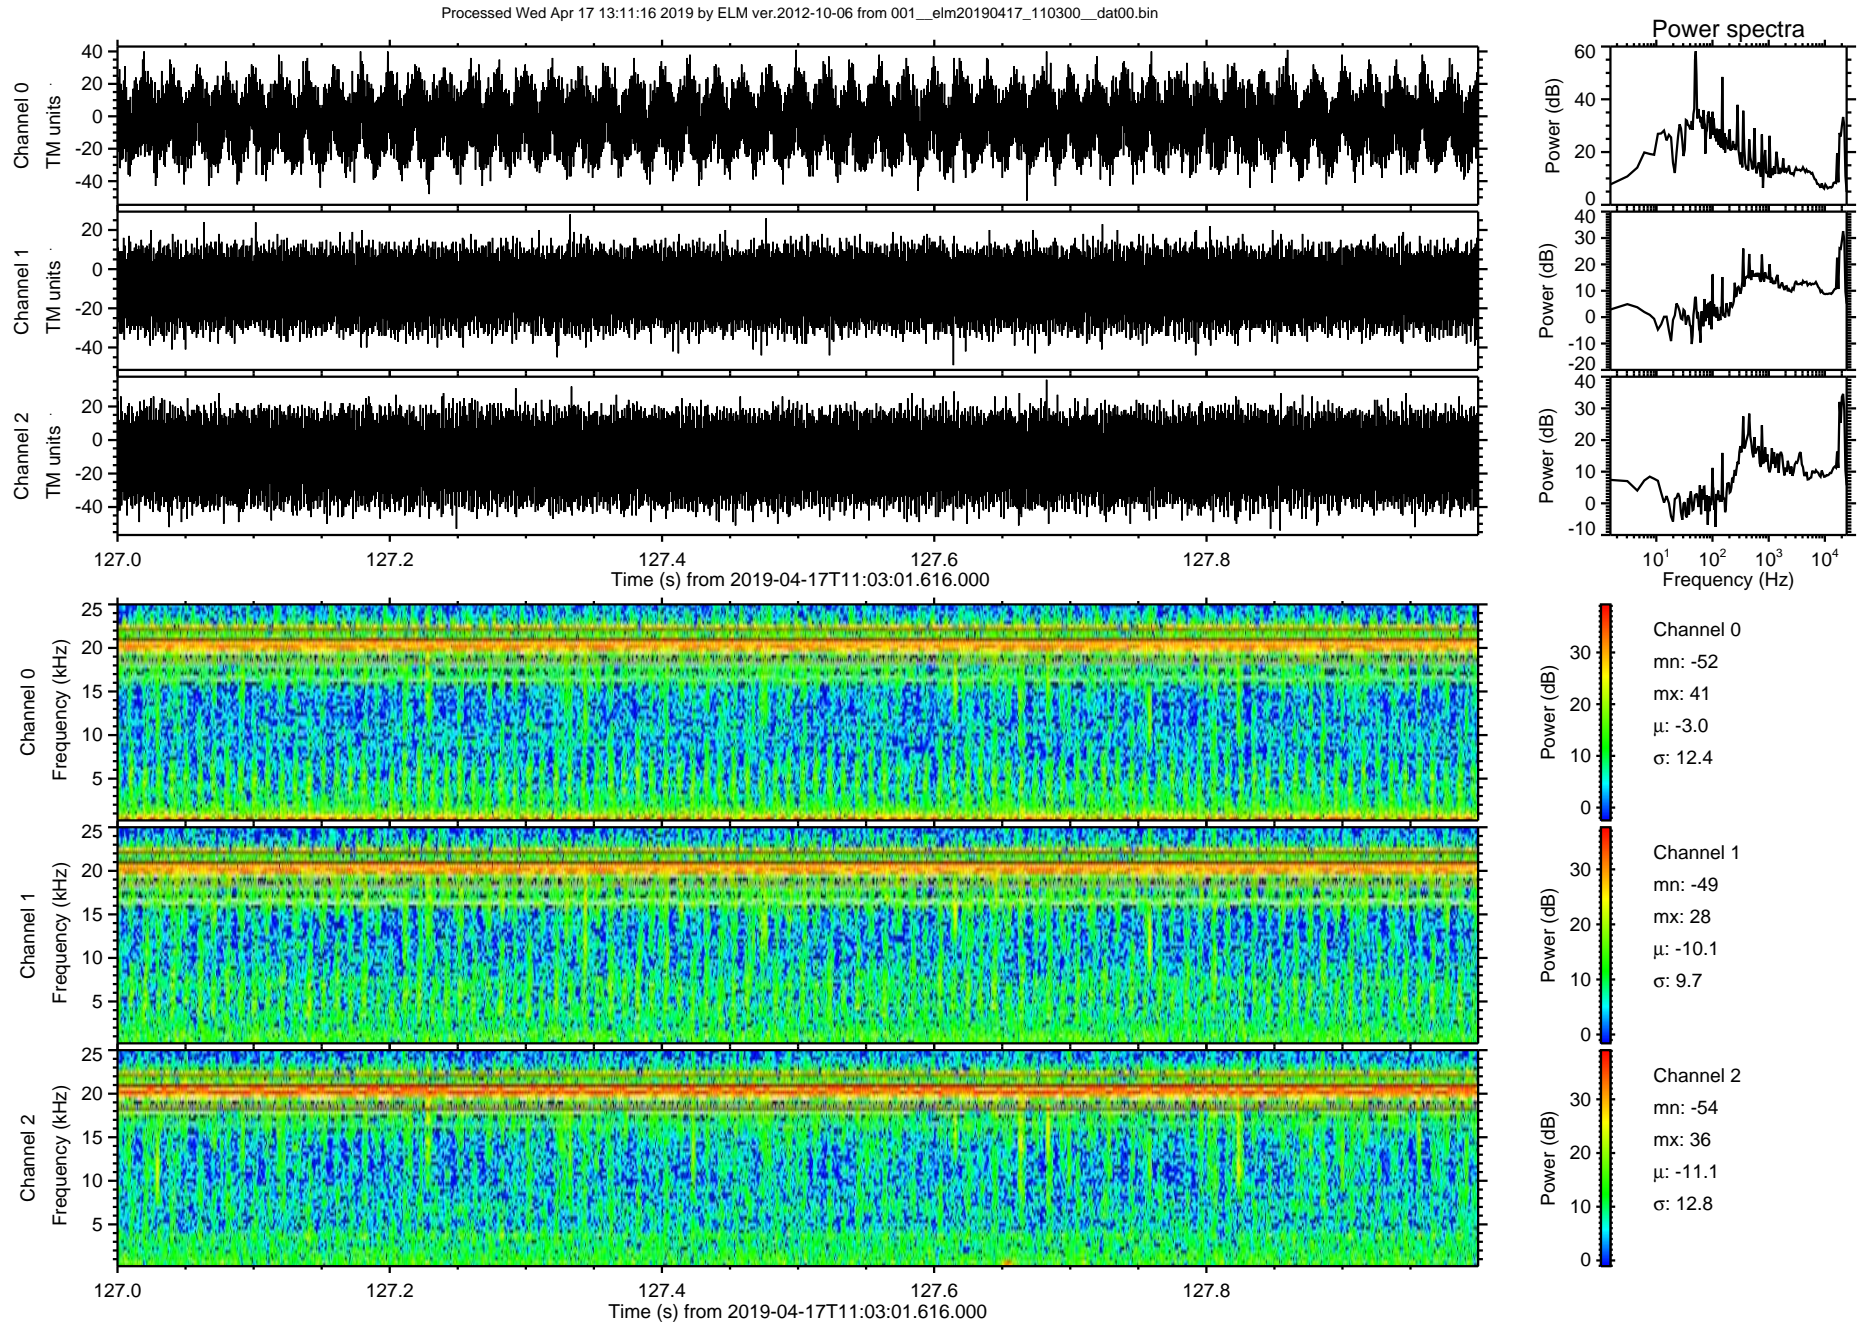 Processed Wed Apr 17 13:11:16 2019 by ELM ver.2012-10-06 from 001__elm20190417_110300__dat00.bin
Power spectra
Channel 0
TM units
40
20
0
-20
-40
Power (dB)
60
40
20
0
Channel 1
TM units
20
0
-20
-40
Power (dB)
40
30
20
10
0
-10
-20
Channel 2
TM units
20
0
-20
-40
Power (dB)
40
30
20
10
0
-10
127.0 127.2 127.4 127.6 127.8
Time (s) from 2019-04-17T11:03:01.616.000
10^1 10^2 10^3 10^4
Frequency (Hz)
Channel 0
Frequency (kHz)
25
20
15
10
5
Power (dB)
30
20
10
0
Channel 0
mn: -52
mx: 41
μ: -3.0
σ: 12.4
Channel 1
Frequency (kHz)
25
20
15
10
5
Power (dB)
30
20
10
0
Channel 1
mn: -49
mx: 28
μ: -10.1
σ: 9.7
Channel 2
Frequency (kHz)
25
20
15
10
5
Power (dB)
30
20
10
0
Channel 2
mn: -54
mx: 36
μ: -11.1
σ: 12.8
127.0 127.2 127.4 127.6 127.8
Time (s) from 2019-04-17T11:03:01.616.000